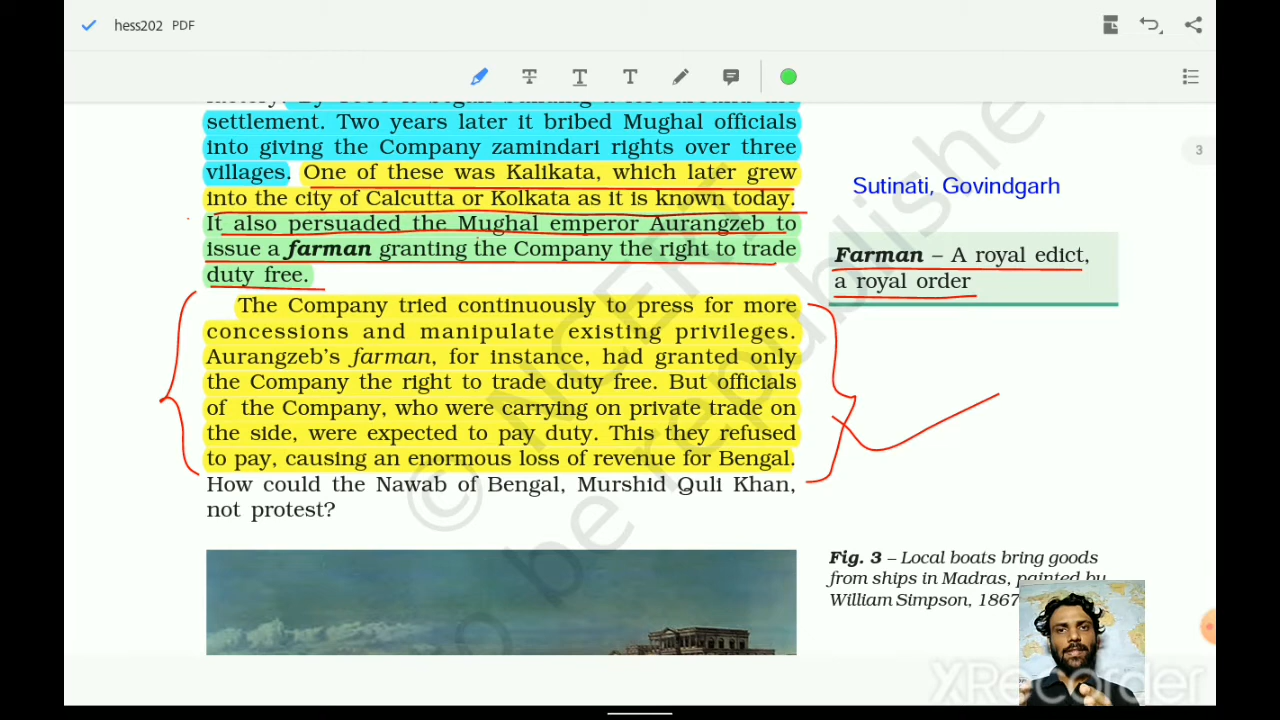 hess202 PDF
settlement. Two years later it bribed Mughal officials
into giving the Company zamindari rights over three
villages. One of these was Kalikata, which later grew
into the city of Calcutta or Kolkata as it is known today.
It also persuaded the Mughal emperor Aurangzeb to
issue a farman granting the Company the right to trade
duty free.
The Company tried continuously to press for more
concessions and manipulate existing privileges.
Aurangzeb's farman, for instance, had granted only
the Company the right to trade duty free. But officials
of the Company, who were carrying on private trade on
the side, were expected to pay duty. This they refused
to pay, causing an enormous loss of revenue for Bengal.
How could the Nawab of Bengal, Murshid Quli Khan,
not protest?
3
Sutinati, Govindgarh
Farman – A royal edict,
a royal order
Fig. 3 – Local boats bring goods
from ships in Madras, painted by
William Simpson, 1867
© NCERT
be republishe
XRecorder